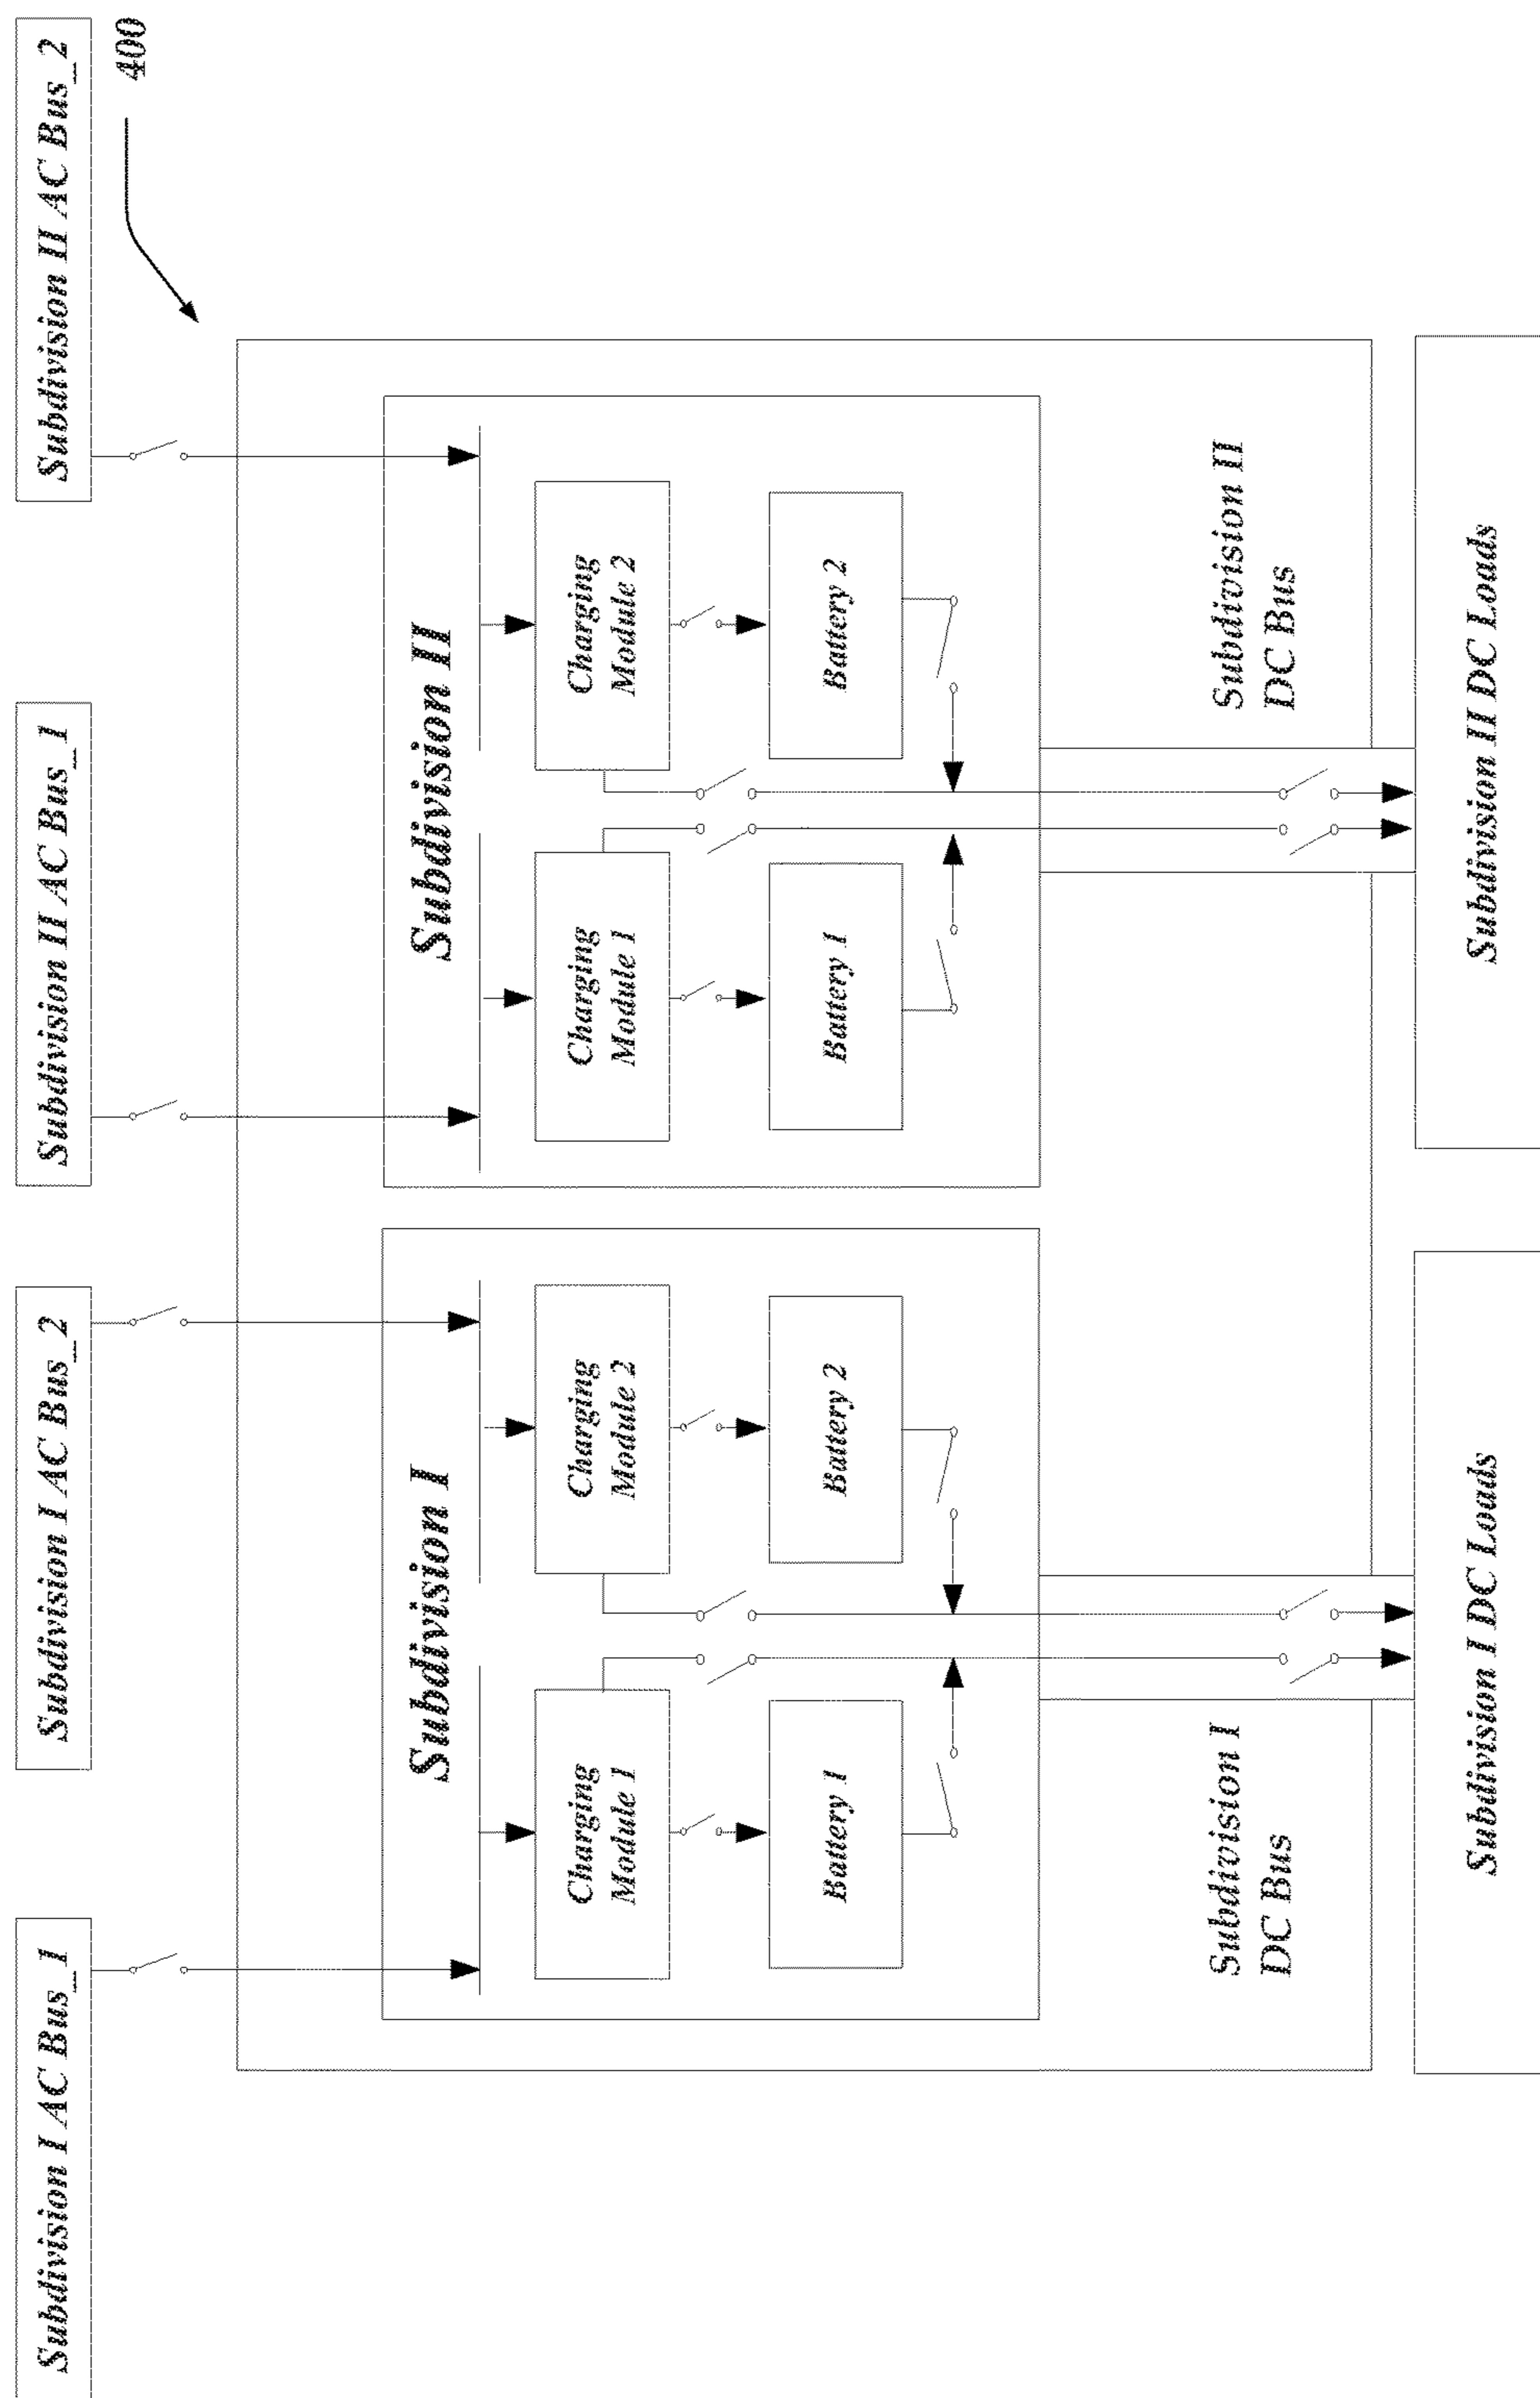 400
Subdivision I AC Bus_1
Subdivision I AC Bus_2
Subdivision II AC Bus_1
Subdivision II AC Bus_2
Subdivision I
Subdivision II
Charging
Module 1
Charging
Module 2
Charging
Module 1
Charging
Module 2
Battery 1
Battery 2
Battery 1
Battery 2
Subdivision I
DC Bus
Subdivision II
DC Bus
Subdivision I DC Loads
Subdivision II DC Loads